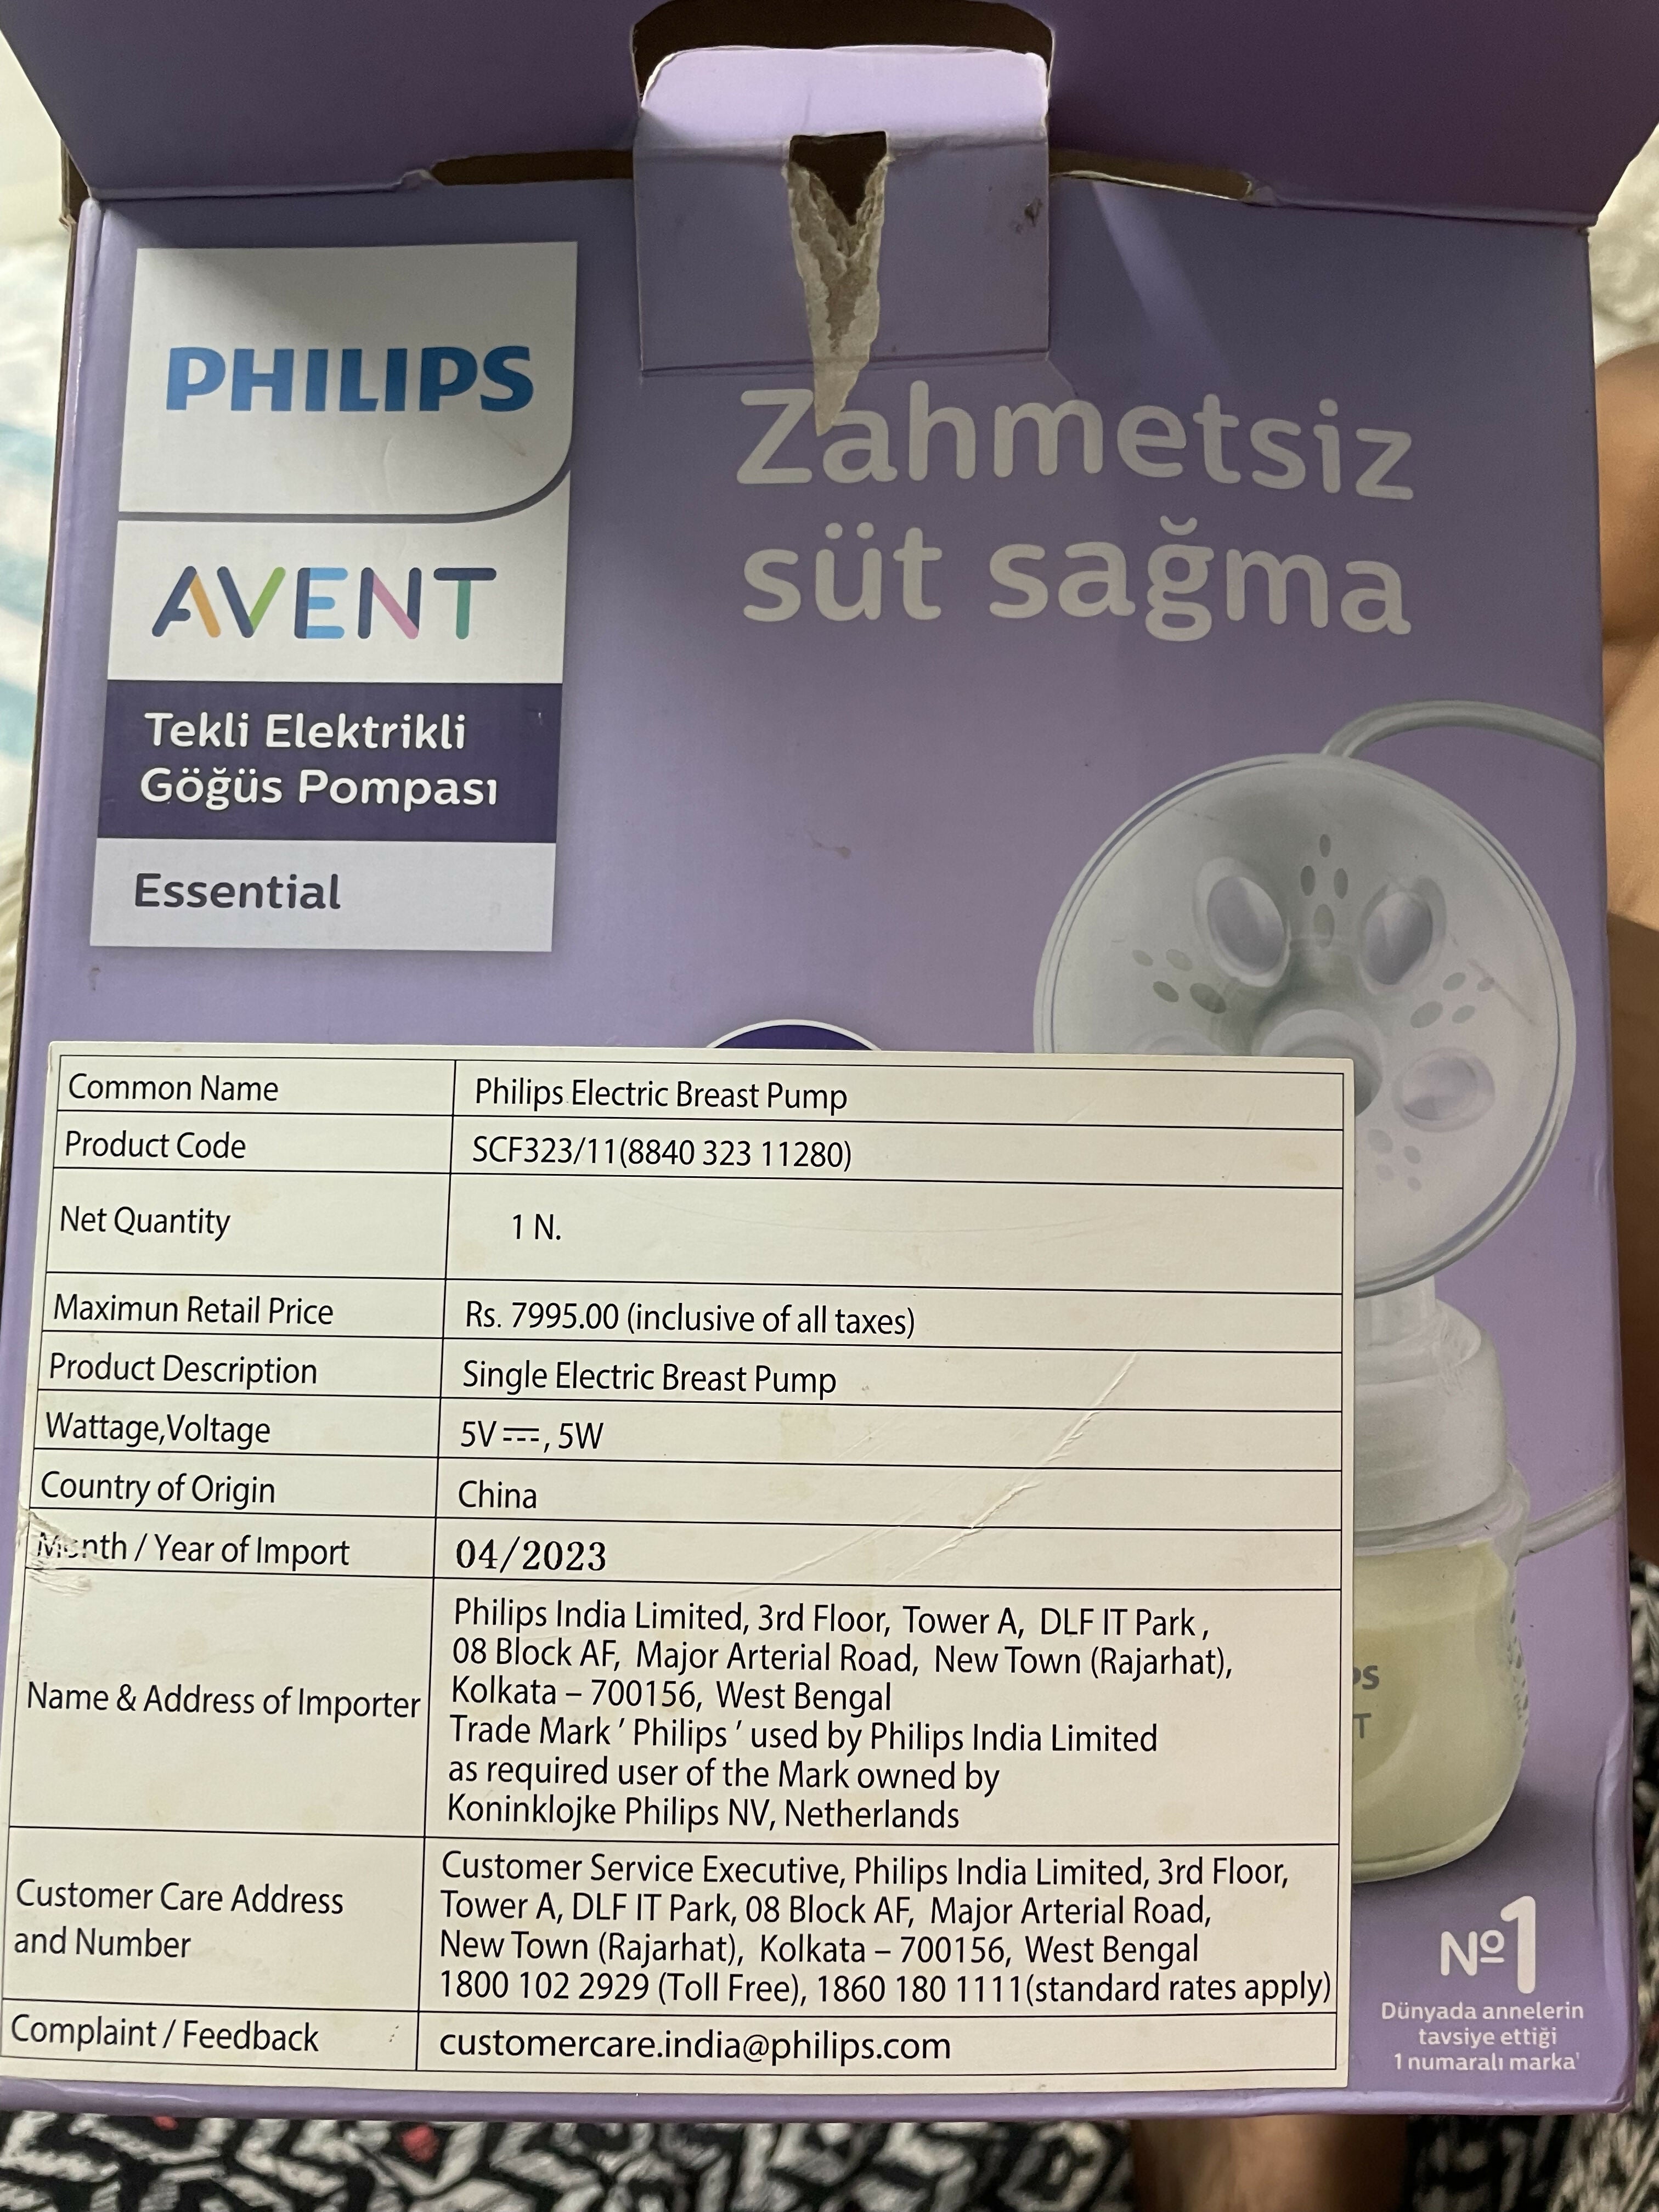 PHILIPS
AVENT
Tekli Elektrikli
Göğüs Pompası
Essential
Zahmetsiz
süt sağma
Common Name Philips Electric Breast Pump
Product Code SCF323/11(8840 323 11280)
Net Quantity 1 N.
Maximun Retail Price Rs. 7995.00 (inclusive of all taxes)
Product Description Single Electric Breast Pump
Wattage,Voltage 5V⎓, 5W
Country of Origin China
Month / Year of Import 04/2023
Name & Address of Importer
Philips India Limited, 3rd Floor, Tower A, DLF IT Park,
08 Block AF, Major Arterial Road, New Town (Rajarhat),
Kolkata – 700156, West Bengal
Trade Mark ' Philips ' used by Philips India Limited
as required user of the Mark owned by
Koninklojke Philips NV, Netherlands
Customer Care Address
and Number
Customer Service Executive, Philips India Limited, 3rd Floor,
Tower A, DLF IT Park, 08 Block AF, Major Arterial Road,
New Town (Rajarhat), Kolkata – 700156, West Bengal
1800 102 2929 (Toll Free), 1860 180 1111(standard rates apply)
Complaint / Feedback customercare.india@philips.com
PS
T
Nº1
Dünyada annelerin
tavsiye ettiği
1 numaralı marka¹